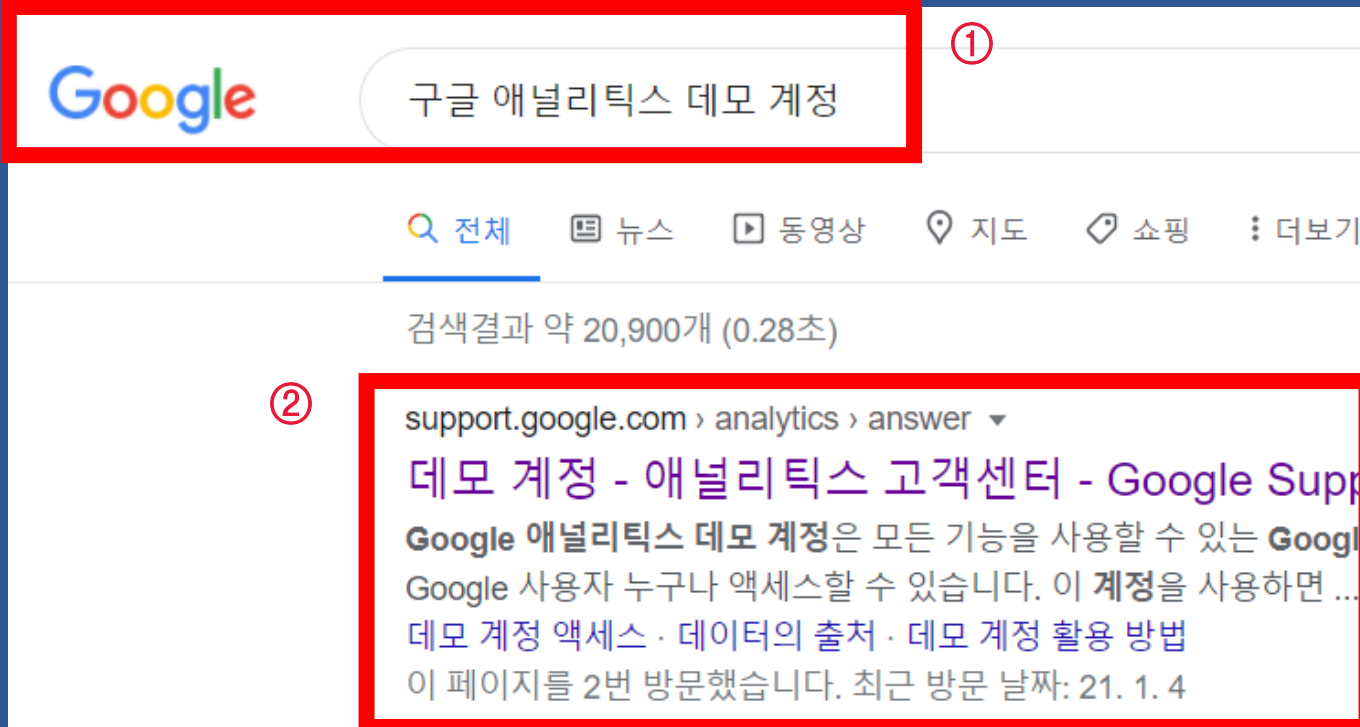 ①
Google 구글 애널리틱스 데모 계정
전체 뉴스 동영상 지도 쇼핑 더보기
검색결과 약 20,900개 (0.28초)
②
support.google.com › analytics › answer
데모 계정 - 애널리틱스 고객센터 - Google Supp
Google 애널리틱스 데모 계정은 모든 기능을 사용할 수 있는 Googl
Google 사용자 누구나 액세스할 수 있습니다. 이 계정을 사용하면 ...
데모 계정 액세스 · 데이터의 출처 · 데모 계정 활용 방법
이 페이지를 2번 방문했습니다. 최근 방문 날짜: 21. 1. 4